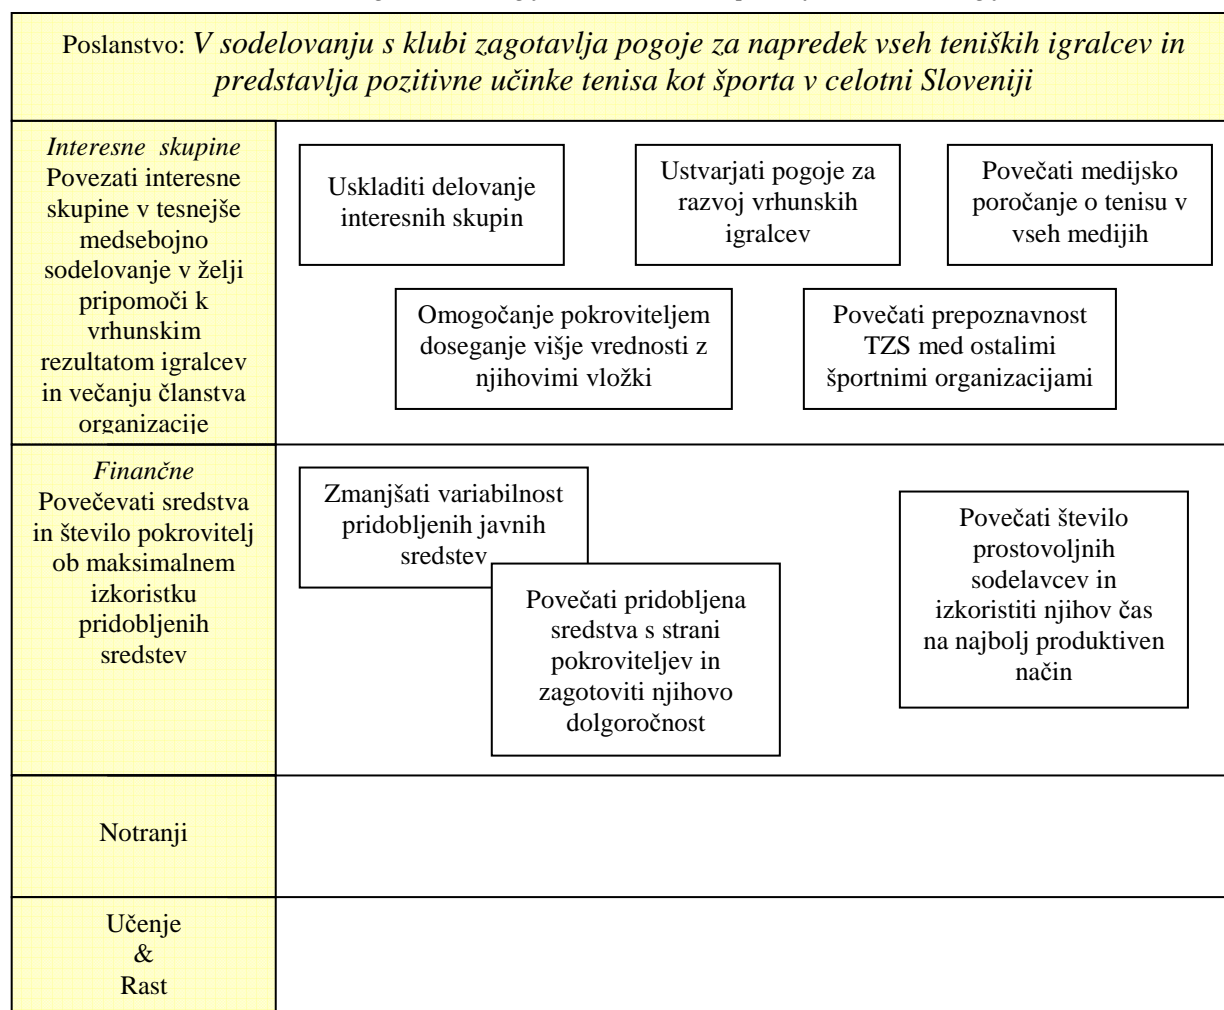 Poslanstvo: V sodelovanju s klubi zagotavlja pogoje za napredek vseh teniških igralcev in
predstavlja pozitivne učinke tenisa kot športa v celotni Sloveniji
Interesne skupine
Povezati interesne
skupine v tesnejše
medsebojno
sodelovanje v želji
pripomoči k
vrhunskim
rezultatom igralcev
in večanju članstva
organizacije
Uskladiti delovanje
interesnih skupin
Ustvarjati pogoje za
razvoj vrhunskih
igralcev
Povečati medijsko
poročanje o tenisu v
vseh medijih
Omogočanje pokroviteljem
doseganje višje vrednosti z
njihovimi vložki
Povečati prepoznavnost
TZS med ostalimi
športnimi organizacijami
Finančne
Povečevati sredstva
in število pokrovitelj
ob maksimalnem
izkoristku
pridobljenih
sredstev
Zmanjšati variabilnost
pridobljenih javnih
sredstev
Povečati pridobljena
sredstva s strani
pokroviteljev in
zagotoviti njihovo
dolgoročnost
Povečati število
prostovoljnih
sodelavcev in
izkoristiti njihov čas
na najbolj produktiven
način
Notranji
Učenje
&
Rast